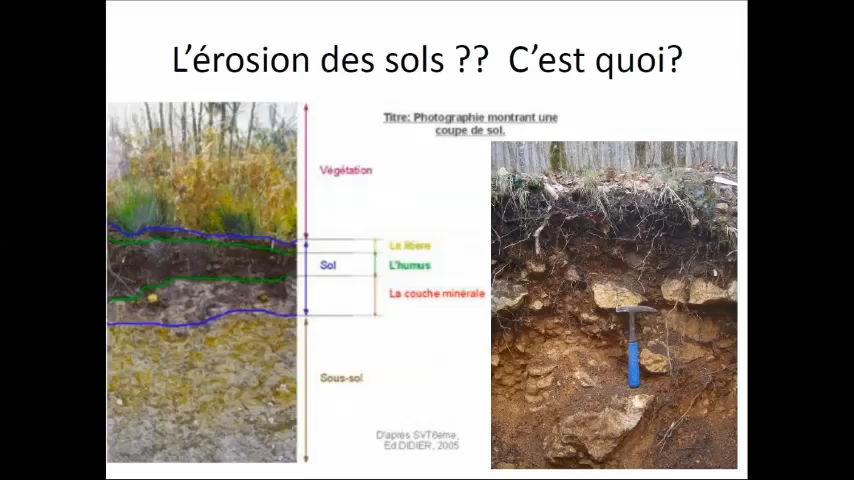 L'érosion des sols ?? C'est quoi?
Titre: Photographie montrant une
coupe de sol.
Végétation
La litière
Sol
L'humus
La couche minérale
Sous-sol
D'après SVT6eme,
Ed.DIDIER, 2005